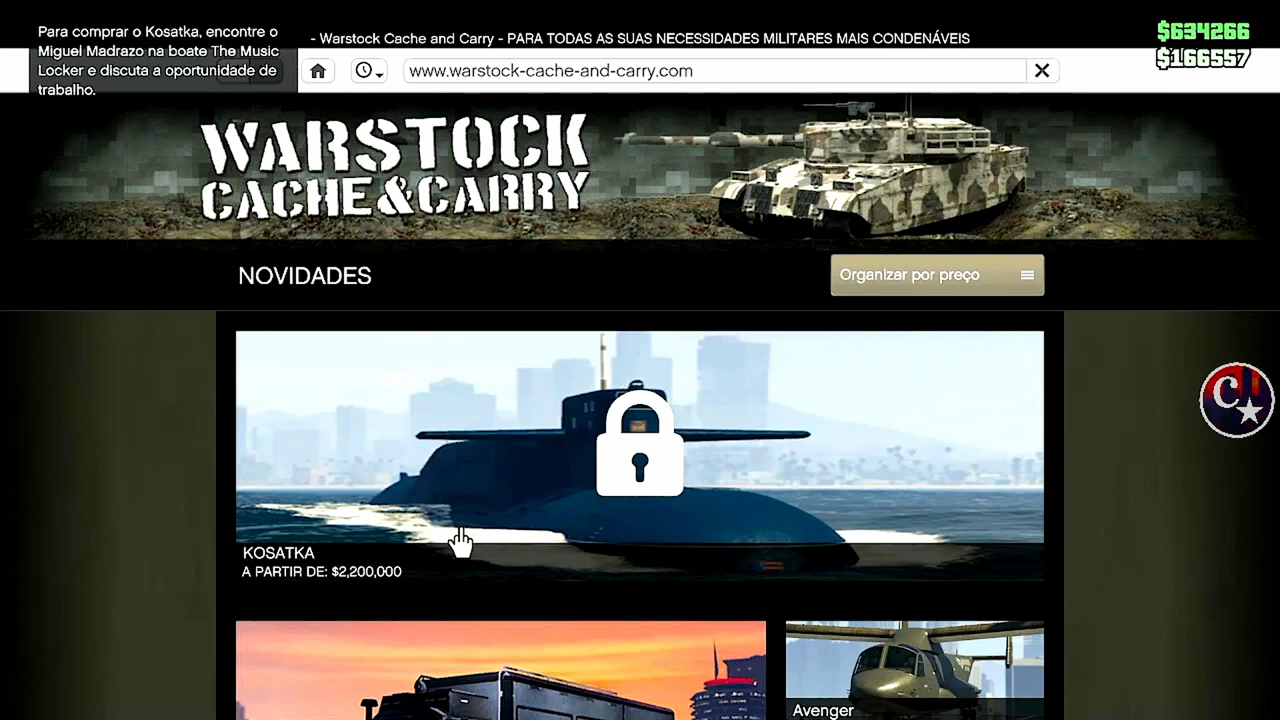 Para comprar o Kosatka, encontre o
Miguel Madrazo na boate The Music
Locker e discuta a oportunidade de
trabalho.
- Warstock Cache and Carry - PARA TODAS AS SUAS NECESSIDADES MILITARES MAIS CONDENÁVEIS
$634266
$166557
www.warstock-cache-and-carry.com
WARSTOCK
CACHE&CARRY
NOVIDADES
Organizar por preço
C
KOSATKA
A PARTIR DE: $2,200,000
Avenger